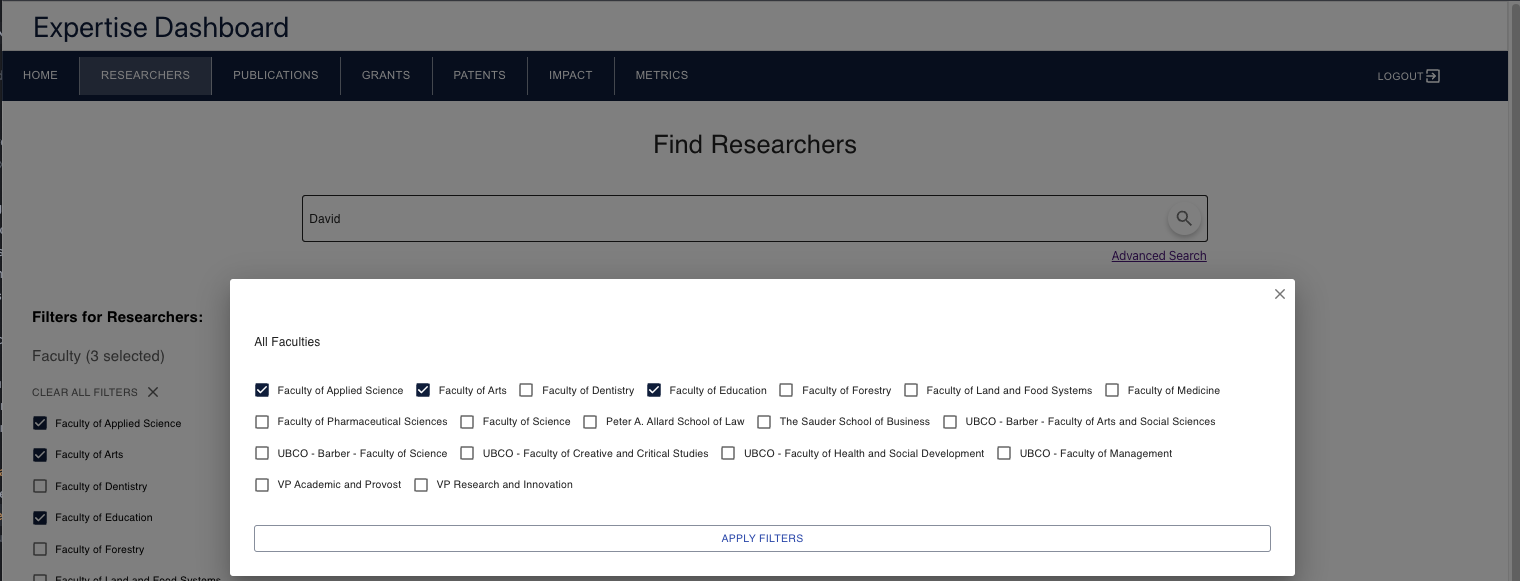 Expertise Dashboard
HOME RESEARCHERS PUBLICATIONS GRANTS PATENTS IMPACT METRICS LOGOUT
Find Researchers
David
Advanced Search
Filters for Researchers:
Faculty (3 selected)
CLEAR ALL FILTERS
Faculty of Applied Science
Faculty of Arts
Faculty of Dentistry
Faculty of Education
Faculty of Forestry
Faculty of Land and Food Systems
All Faculties
Faculty of Applied Science Faculty of Arts Faculty of Dentistry Faculty of Education Faculty of Forestry Faculty of Land and Food Systems Faculty of Medicine
Faculty of Pharmaceutical Sciences Faculty of Science Peter A. Allard School of Law The Sauder School of Business UBCO - Barber - Faculty of Arts and Social Sciences
UBCO - Barber - Faculty of Science UBCO - Faculty of Creative and Critical Studies UBCO - Faculty of Health and Social Development UBCO - Faculty of Management
VP Academic and Provost VP Research and Innovation
APPLY FILTERS